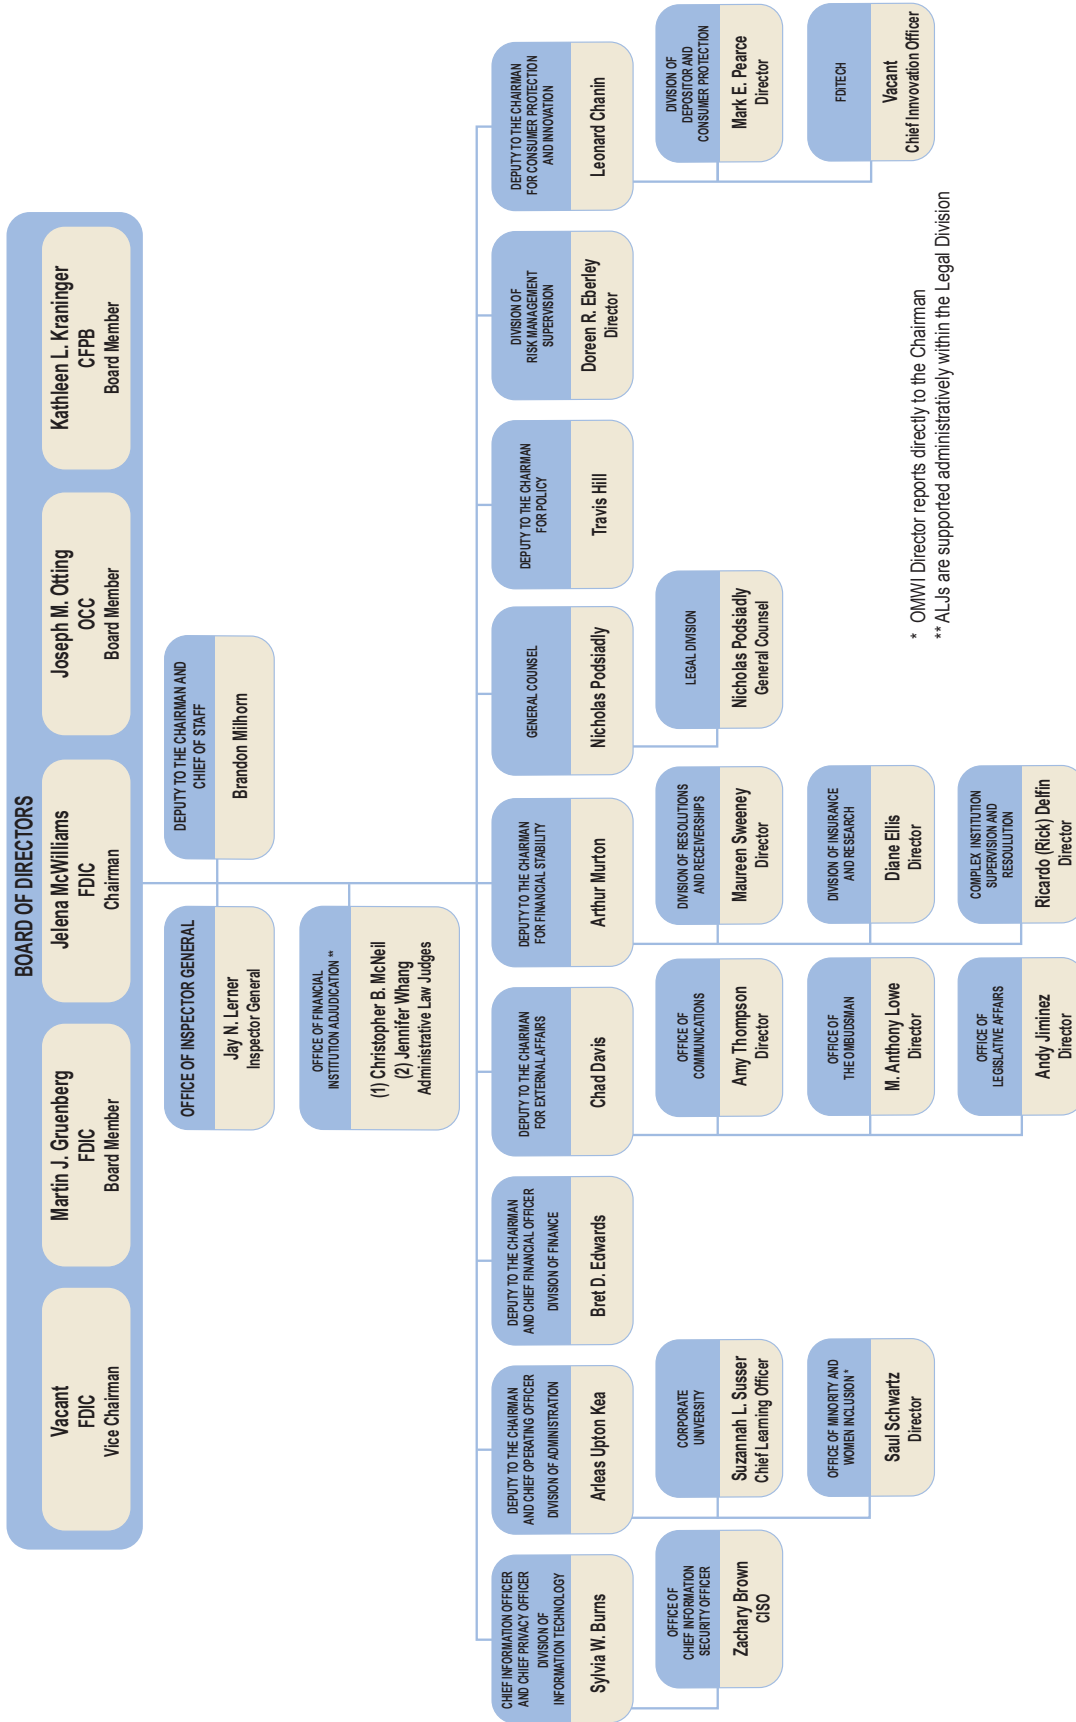 BOARD OF DIRECTORS
Vacant
FDIC
Vice Chairman
Martin J. Gruenberg
FDIC
Board Member
Jelena McWilliams
FDIC
Chairman
Joseph M. Otting
OCC
Board Member
Kathleen L. Kraninger
CFPB
Board Member
OFFICE OF INSPECTOR GENERAL
Jay N. Lerner
Inspector General
DEPUTY TO THE CHAIRMAN AND
CHIEF OF STAFF
Brandon Milhorn
OFFICE OF FINANCIAL
INSTITUTION ADJUDICATION **
(1) Christopher B. McNeil
(2) Jennifer Whang
Administrative Law Judges
CHIEF INFORMATION OFFICER
AND CHIEF PRIVACY OFFICER
DIVISION OF
INFORMATION TECHNOLOGY
Sylvia W. Burns
DEPUTY TO THE CHAIRMAN
AND CHIEF OPERATING OFFICER
DIVISION OF ADMINISTRATION
Arleas Upton Kea
DEPUTY TO THE CHAIRMAN
AND CHIEF FINANCIAL OFFICER
DIVISION OF FINANCE
Bret D. Edwards
DEPUTY TO THE CHAIRMAN
FOR EXTERNAL AFFAIRS
Chad Davis
DEPUTY TO THE CHAIRMAN
FOR FINANCIAL STABILITY
Arthur Murton
GENERAL COUNSEL
Nicholas Podsiadly
DEPUTY TO THE CHAIRMAN
FOR POLICY
Travis Hill
DIVISION OF
RISK MANAGEMENT
SUPERVISION
Doreen R. Eberley
Director
DEPUTY TO THE CHAIRMAN
FOR CONSUMER PROTECTION
AND INNOVATION
Leonard Chanin
OFFICE OF
CHIEF INFORMATION
SECURITY OFFICER
Zachary Brown
CISO
CORPORATE
UNIVERSITY
Suzannah L. Susser
Chief Learning Officer
OFFICE OF
COMMUNICATIONS
Amy Thompson
Director
DIVISION OF RESOLUTIONS
AND RECEIVERSHIPS
Maureen Sweeney
Director
LEGAL DIVISION
Nicholas Podsiadly
General Counsel
DIVISION OF
DEPOSITOR AND
CONSUMER PROTECTION
Mark E. Pearce
Director
OFFICE OF MINORITY AND
WOMEN INCLUSION *
Saul Schwartz
Director
OFFICE OF
THE OMBUDSMAN
M. Anthony Lowe
Director
DIVISION OF INSURANCE
AND RESEARCH
Diane Ellis
Director
FDITECH
Vacant
Chief Innvovation Officer
OFFICE OF
LEGISLATIVE AFFAIRS
Andy Jiminez
Director
COMPLEX INSTITUTION
SUPERVISION AND
RESOULUTION
Ricardo (Rick) Delfin
Director
* OMWI Director reports directly to the Chairman
** ALJs are supported administratively within the Legal Division